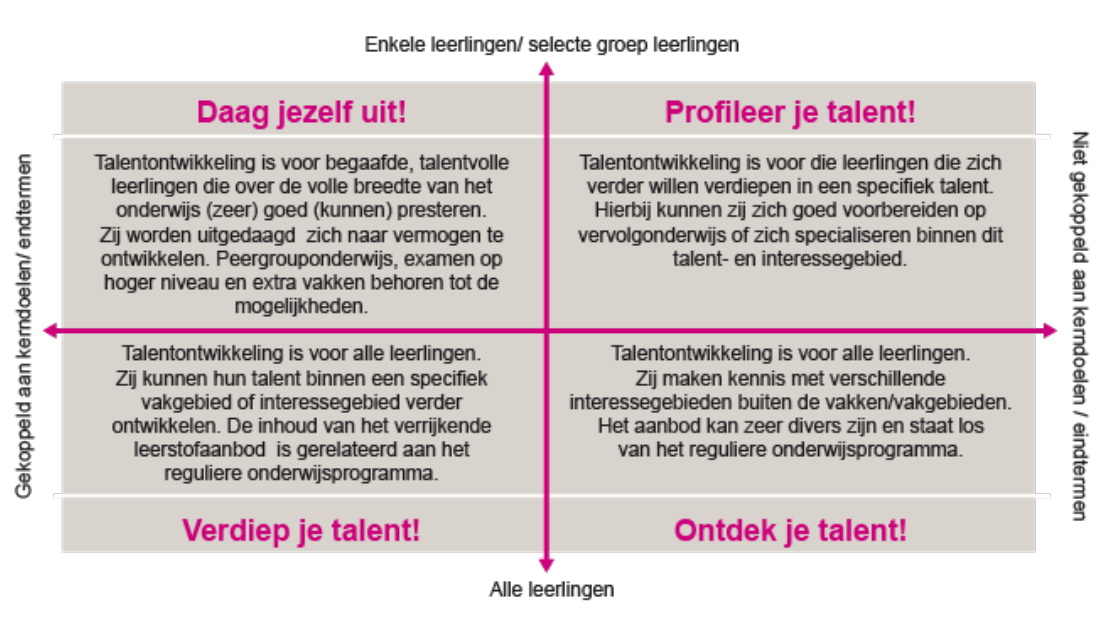 Enkele leerlingen/ selecte groep leerlingen
Daag jezelf uit!
Talentontwikkeling is voor begaafde, talentvolle
leerlingen die over de volle breedte van het
onderwijs (zeer) goed (kunnen) presteren.
Zij worden uitgedaagd zich naar vermogen te
ontwikkelen. Peergrouponderwijs, examen op
hoger niveau en extra vakken behoren tot de
mogelijkheden.
Profileer je talent!
Talentontwikkeling is voor die leerlingen die zich
verder willen verdiepen in een specifiek talent.
Hierbij kunnen zij zich goed voorbereiden op
vervolgonderwijs of zich specialiseren binnen dit
talent- en interessegebied.
Gekoppeld aan kerndoelen/ endtermen
Niet gekoppeld aan kerndoelen / eindtermen
Talentontwikkeling is voor alle leerlingen.
Zij kunnen hun talent binnen een specifiek
vakgebied of interessegebied verder
ontwikkelen. De inhoud van het verrijkende
leerstofaanbod is gerelateerd aan het
reguliere onderwijsprogramma.
Verdiep je talent!
Talentontwikkeling is voor alle leerlingen.
Zij maken kennis met verschillende
interessegebieden buiten de vakken/vakgebieden.
Het aanbod kan zeer divers zijn en staat los
van het reguliere onderwijsprogramma.
Ontdek je talent!
Alle leerlingen